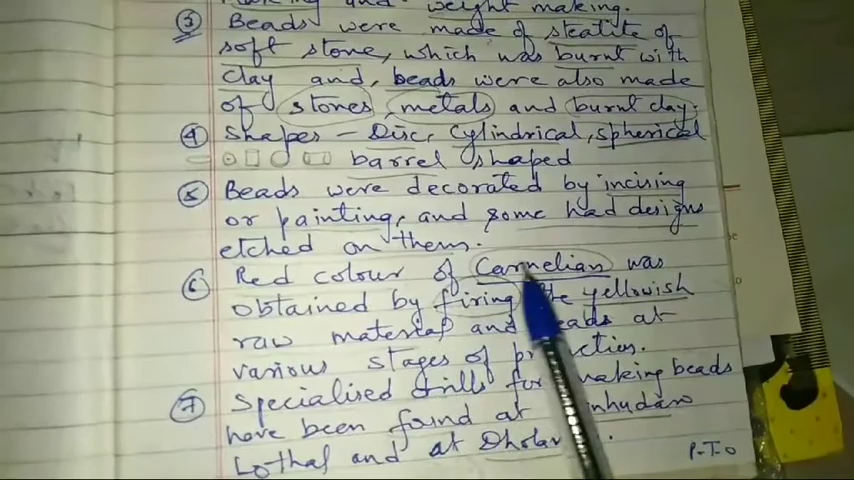 making and weight making.
③ Beads were made of steatite of
soft stone, which was burnt with
clay and, beads were also made
of stones, metals and burnt clay.
④ Shapes - Disc, Cylindrical, spherical
barrel shaped
⑤ Beads were decorated by incising
or painting, and some had designs
etched on them.
⑥ Red colour of Carnelian was
obtained by firing the yellowish
raw material and beads at
various stages of production.
⑦ Specialised drills for making beads
have been found at
Lothal and at
P.T.O